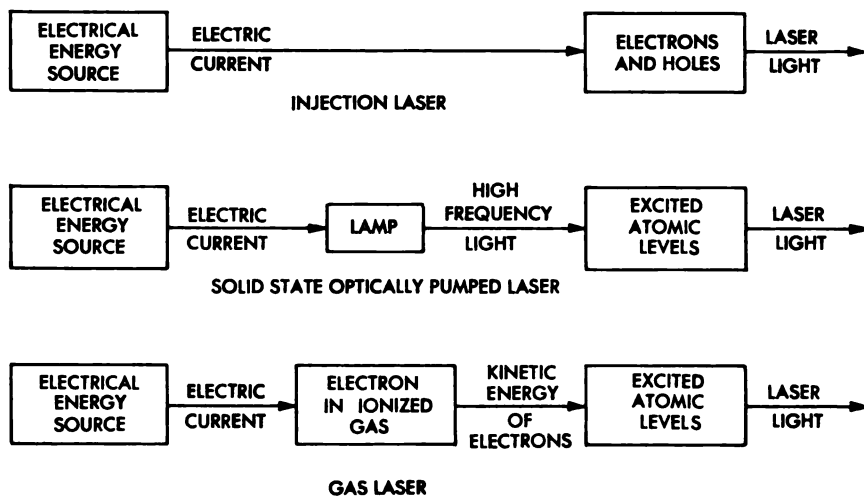 ELECTRICAL
ENERGY
SOURCE
ELECTRIC
CURRENT
ELECTRONS
AND HOLES
LASER
LIGHT
INJECTION LASER
ELECTRICAL
ENERGY
SOURCE
ELECTRIC
CURRENT
LAMP
HIGH
FREQUENCY
LIGHT
EXCITED
ATOMIC
LEVELS
LASER
LIGHT
SOLID STATE OPTICALLY PUMPED LASER
ELECTRICAL
ENERGY
SOURCE
ELECTRIC
CURRENT
ELECTRON
IN IONIZED
GAS
KINETIC
ENERGY
OF
ELECTRONS
EXCITED
ATOMIC
LEVELS
LASER
LIGHT
GAS LASER